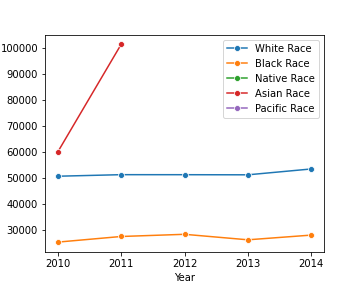 100000
90000
80000
70000
60000
50000
40000
30000
2010 2011 2012 2013 2014
Year
White Race
Black Race
Native Race
Asian Race
Pacific Race